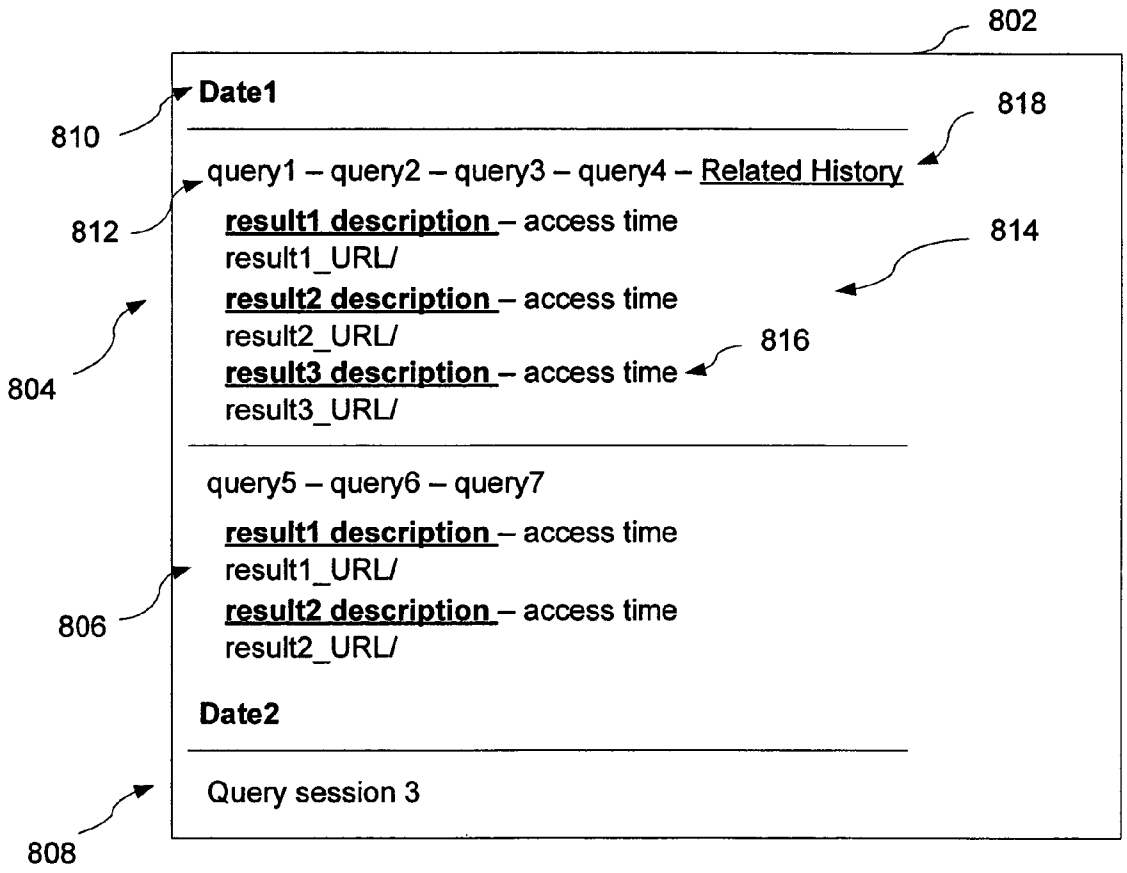 802
Date1
810
818
query1 – query2 – query3 – query4 – Related History
812
result1 description – access time
814
result1_URL/
result2 description – access time
result2_URL/
816
result3 description – access time
804
result3_URL/
query5 – query6 – query7
result1 description – access time
result1_URL/
806
result2 description – access time
result2_URL/
Date2
Query session 3
808